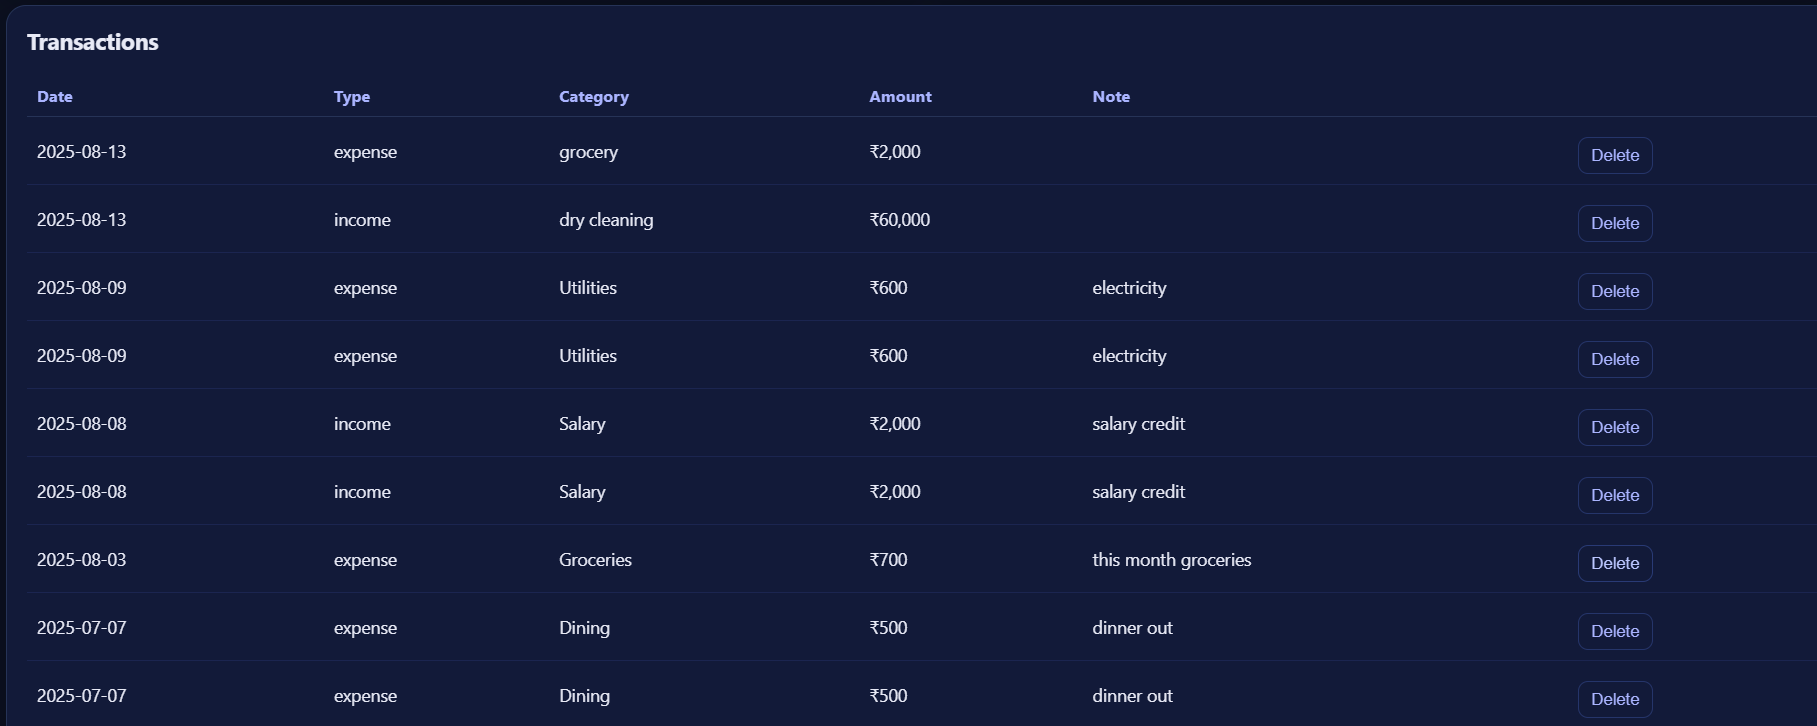 Transactions
Date Type Category Amount Note
2025-08-13 expense grocery ₹2,000 Delete
2025-08-13 income dry cleaning ₹60,000 Delete
2025-08-09 expense Utilities ₹600 electricity Delete
2025-08-09 expense Utilities ₹600 electricity Delete
2025-08-08 income Salary ₹2,000 salary credit Delete
2025-08-08 income Salary ₹2,000 salary credit Delete
2025-08-03 expense Groceries ₹700 this month groceries Delete
2025-07-07 expense Dining ₹500 dinner out Delete
2025-07-07 expense Dining ₹500 dinner out Delete